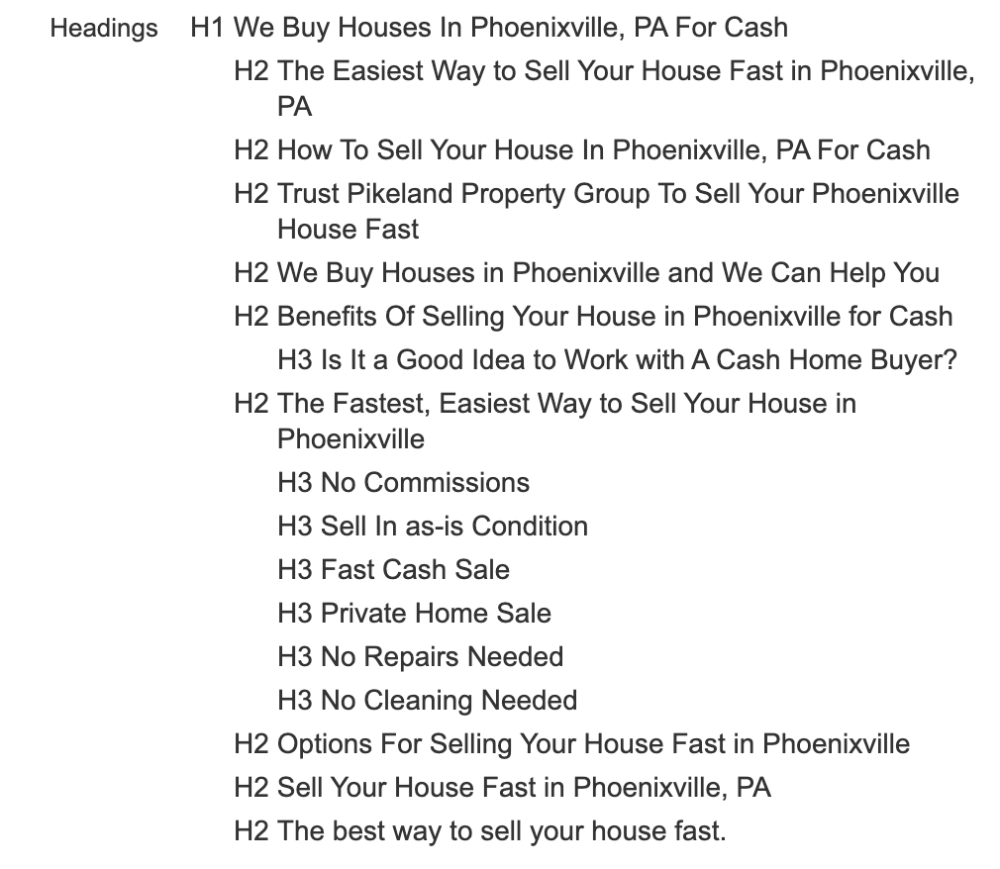 Headings H1 We Buy Houses In Phoenixville, PA For Cash
H2 The Easiest Way to Sell Your House Fast in Phoenixville,
PA
H2 How To Sell Your House In Phoenixville, PA For Cash
H2 Trust Pikeland Property Group To Sell Your Phoenixville
House Fast
H2 We Buy Houses in Phoenixville and We Can Help You
H2 Benefits Of Selling Your House in Phoenixville for Cash
H3 Is It a Good Idea to Work with A Cash Home Buyer?
H2 The Fastest, Easiest Way to Sell Your House in
Phoenixville
H3 No Commissions
H3 Sell In as-is Condition
H3 Fast Cash Sale
H3 Private Home Sale
H3 No Repairs Needed
H3 No Cleaning Needed
H2 Options For Selling Your House Fast in Phoenixville
H2 Sell Your House Fast in Phoenixville, PA
H2 The best way to sell your house fast.